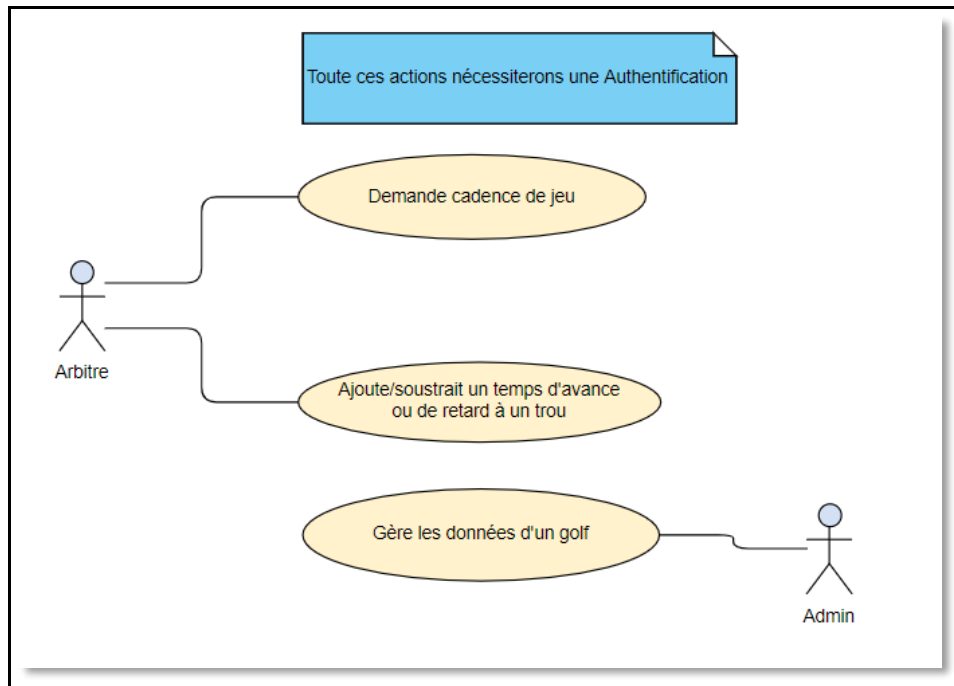 Toute ces actions nécessiterons une Authentification
Demande cadence de jeu
Arbitre
Ajoute/soustrait un temps d'avance
ou de retard à un trou
Gère les données d'un golf
Admin